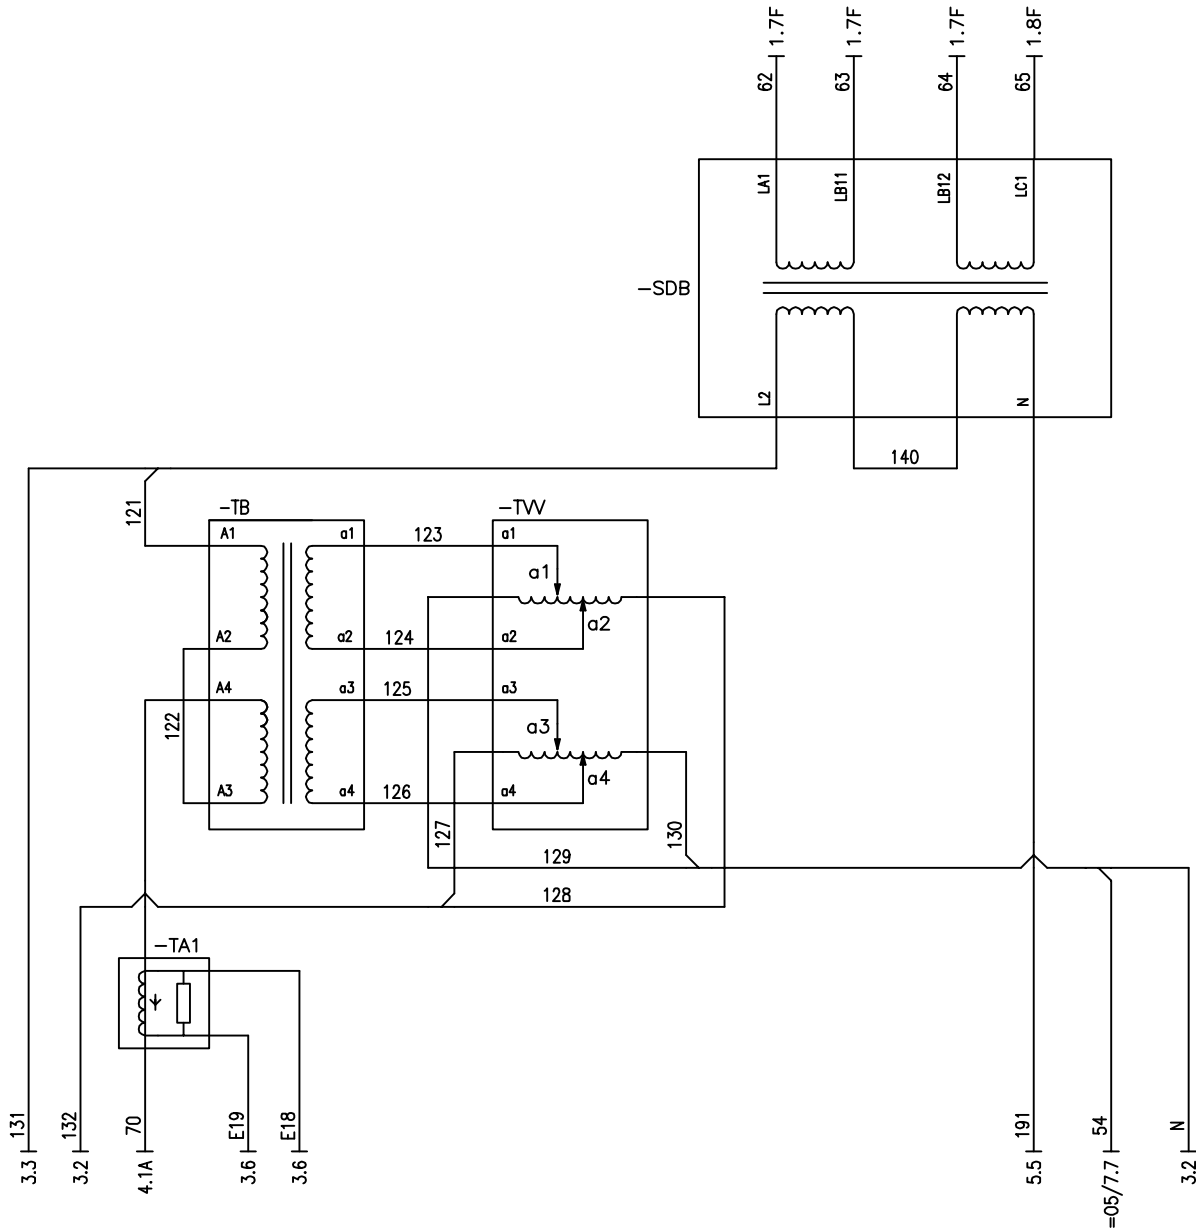 1.7F
1.7F
1.7F
1.8F
62
63
64
65
LA1
LB11
LB12
LC1
-SDB
L2
N
140
121
-TB
-TVV
A1
a1
123
a1
a1
A2
a2
124
a2
a2
A4
a3
125
a3
122
a3
A3
a4
126
a4
a4
127
130
129
128
-TA1
131
132
70
E19
E18
191
54
N
3.3
3.2
4.1A
3.6
3.6
5.5
=05/7.7
3.2